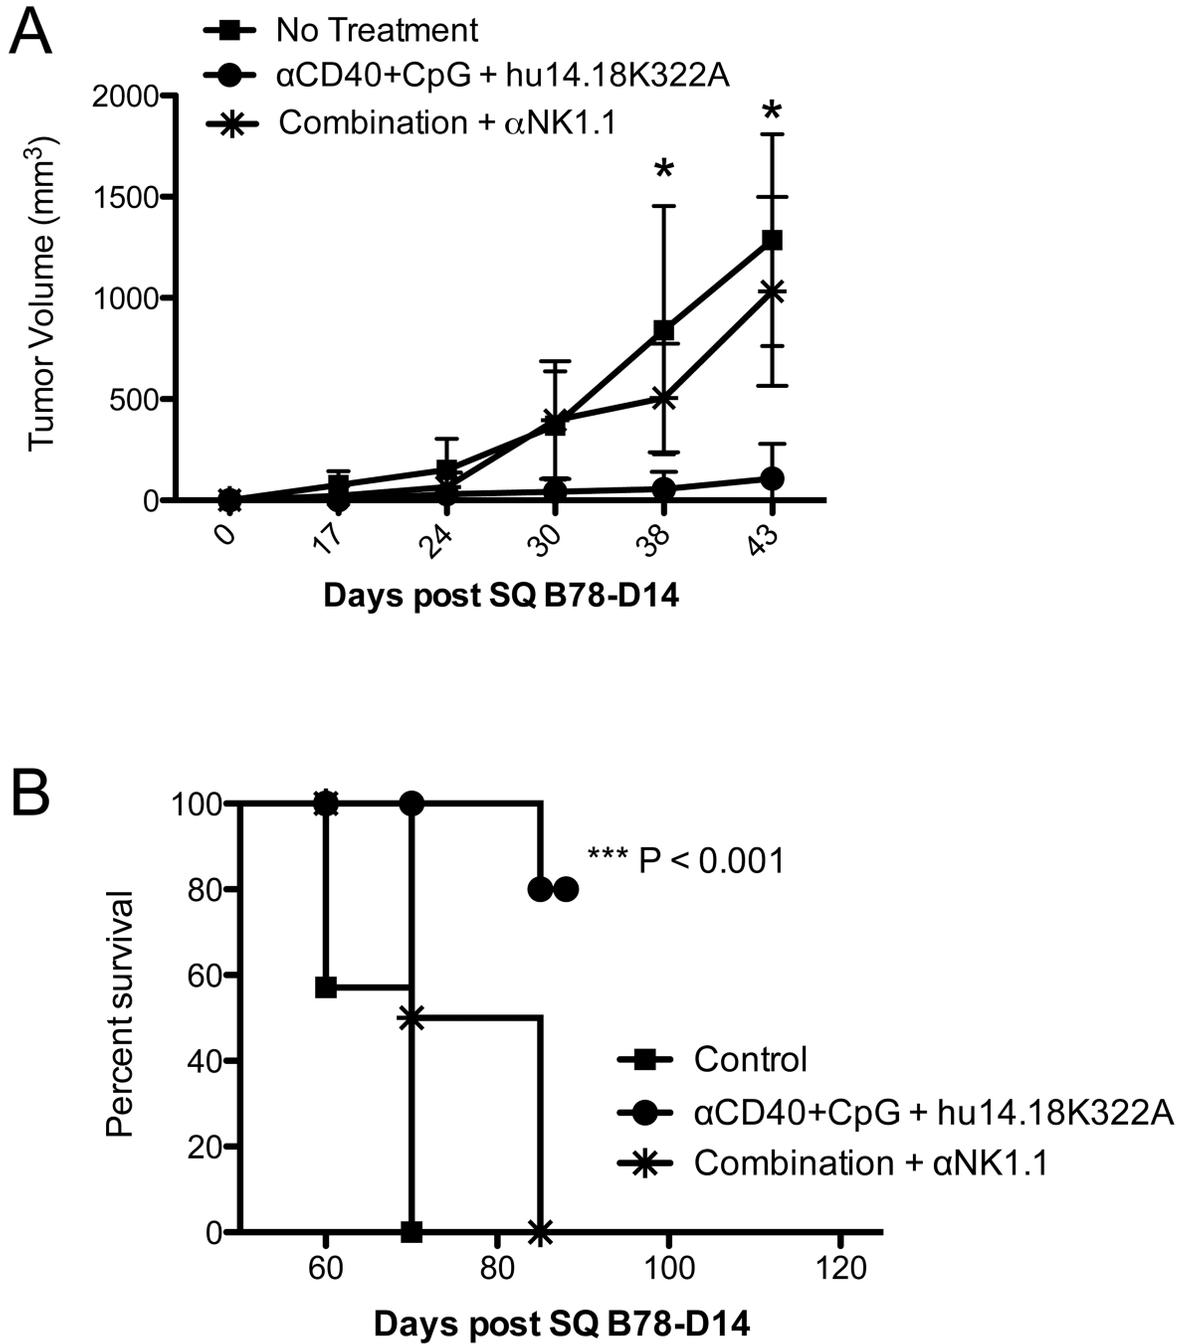 A
No Treatment
αCD40+CpG + hu14.18K322A
Combination + αNK1.1
Tumor Volume (mm³)
2000
1500
1000
500
0
*
*
0 17 24 30 38 43
Days post SQ B78-D14
B
Percent survival
100
80
60
40
20
0
*** P < 0.001
Control
αCD40+CpG + hu14.18K322A
Combination + αNK1.1
60 80 100 120
Days post SQ B78-D14